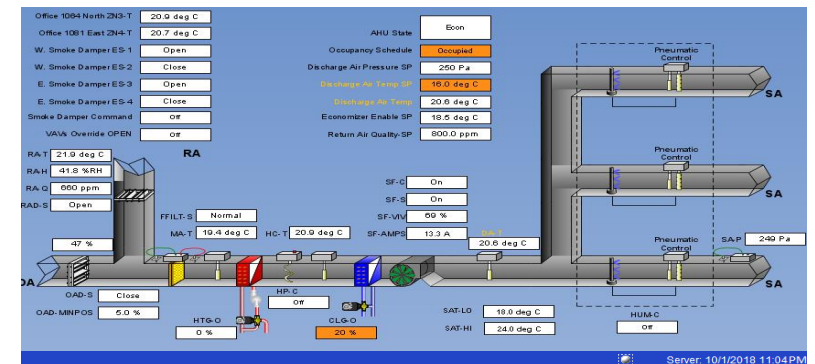 Office 1064 North ZN3-T 20.9 deg C
Office 1081 East ZN4-T 20.7 deg C
W. Smoke Damper ES-1 Open
W. Smoke Damper ES-2 Close
E. Smoke Damper ES-3 Open
E. Smoke Damper ES-4 Close
Smoke Damper Command Off
VAVs Override OPEN Off
AHU State Econ
Occupancy Schedule Occupied
Discharge Air Pressure SP 250 Pa
Discharge Air Temp SP 16.0 deg C
Discharge Air Temp 20.6 deg C
Economizer Enable SP 18.5 deg C
Return Air Quality-SP 800.0 ppm
Pneumatic
Control
SA
RA
RA-T 21.9 deg C
RA-H 41.8 %RH
RA-Q 660 ppm
RAD-S Open
Pneumatic
Control
SA
SF-C On
SF-S On
SF-VIV 69 %
SF-AMPS 13.3 A
FFILT-S Normal
MA-T 19.4 deg C
HC-T 20.9 deg C
DA-T
20.6 deg C
47 %
Pneumatic
Control
SA-P 249 Pa
OA
SA
OAD-S Close
OAD-MINPOS 5.0 %
HP-C
Off
HTG-O
0 %
CLG-O
20 %
SAT-LO 18.0 deg C
SAT-HI 24.0 deg C
HUM-C
Off
Server: 10/1/2018 11:04PM